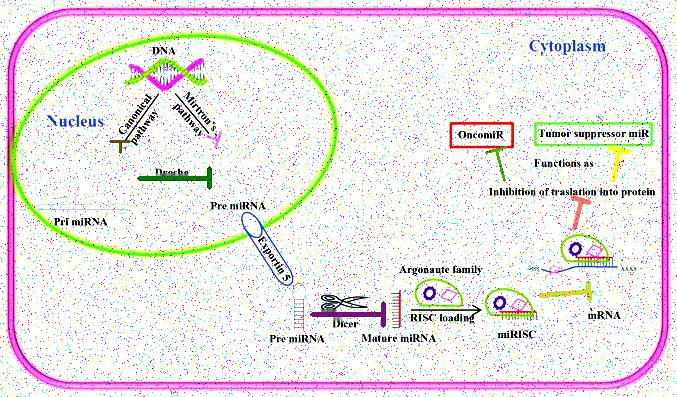 DNA
Cytoplasm
Nucleus
Canonical
pathway
Mirtron's
pathway
OncomiR
Tumor suppressor miR
Functions as
Drosha
Inhibition of traslation into protein
Pri miRNA
Pre miRNA
Exportin 5
Argonaute family
AAAA
Dicer
RISC loading
mRNA
Pre miRNA
Mature miRNA
miRISC